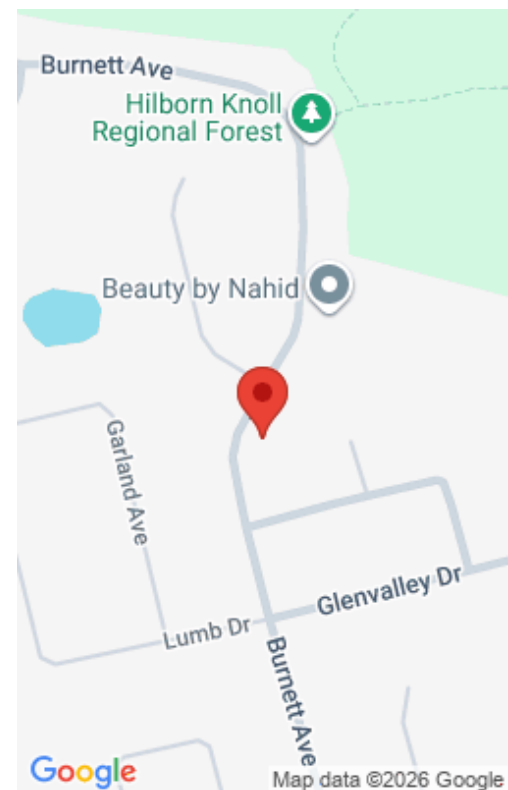 Burnett Ave
Hilborn Knoll
Regional Forest
Beauty by Nahid
Garland Ave
Glenvalley Dr
Lumb Dr
Burnett Ave
Google
Map data ©2026 Google